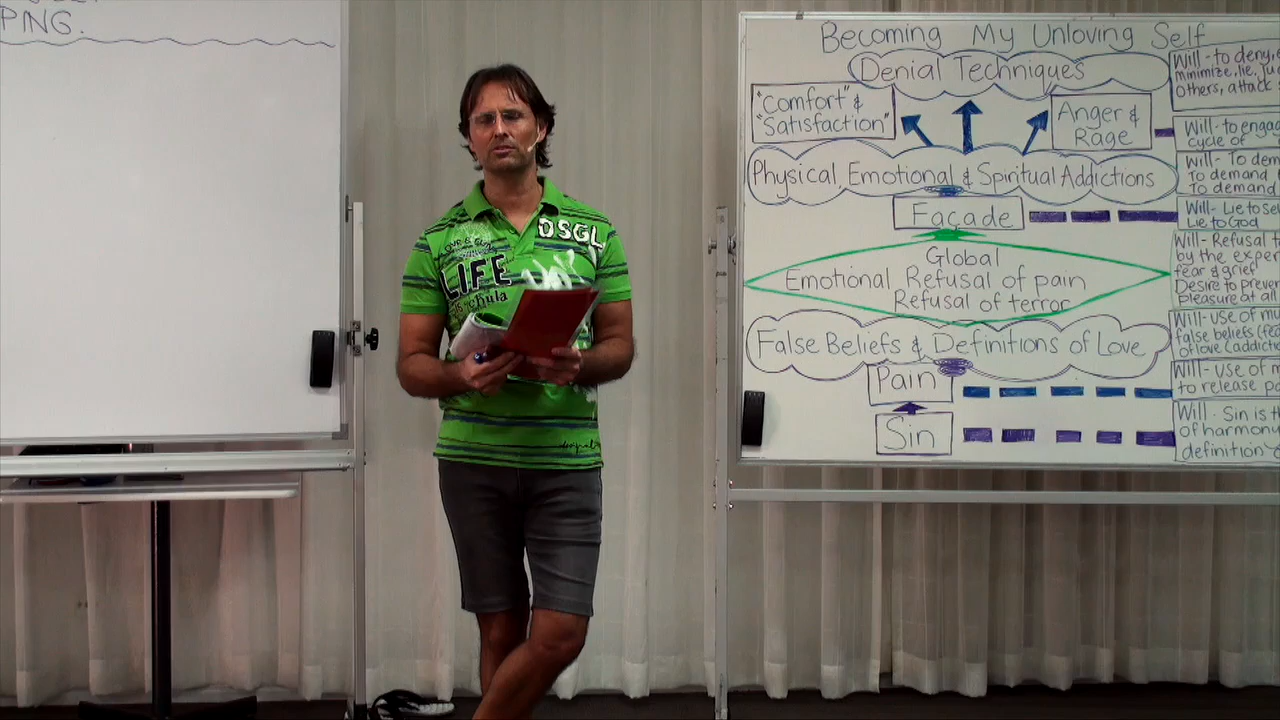 PING.
Becoming My Unloving Self
Denial Techniques
"Comfort" &
"Satisfaction"
Anger &
Rage
Physical, Emotional & Spiritual Addictions
Façade
Global
Emotional Refusal of pain
Refusal of terror
False Beliefs & Definitions of Love
Pain
Sin
Will - to deny,
minimize, lie,
others, attack
Will - to engag
cycle of
Will - To dem
To demand
To demand
Will - Lie to Se
Lie to God
Will - Refusal
by the exper
fear & grief
Desire to preve
pleasure at all
Will - use of
false beliefs
of love
Will - use of m
to release pa
Will - Sin is t
of harmony
definition
DSGL
LIFE